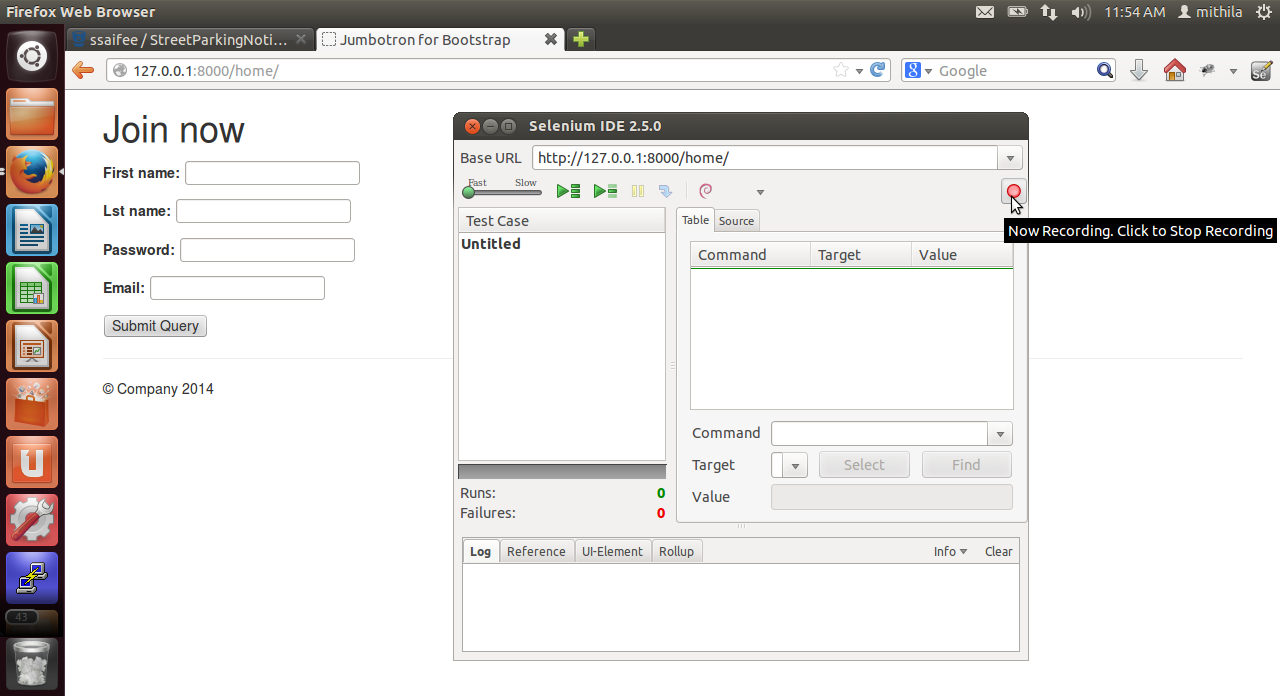 Firefox Web Browser
11:54 AM mithila
ssaifee / StreetParkingNoti...
Jumbotron for Bootstrap
127.0.0.1:8000/home/
8 Google
Se
Join now
First name:
Lst name:
Password:
Email:
Submit Query
© Company 2014
Selenium IDE 2.5.0
Base URL http://127.0.0.1:8000/home/
Fast Slow
Now Recording. Click to Stop Recording
Test Case
Untitled
Table Source
Command Target Value
Command
Target Select Find
Value
Runs: 0
Failures: 0
Log Reference UI-Element Rollup Info Clear
U
43